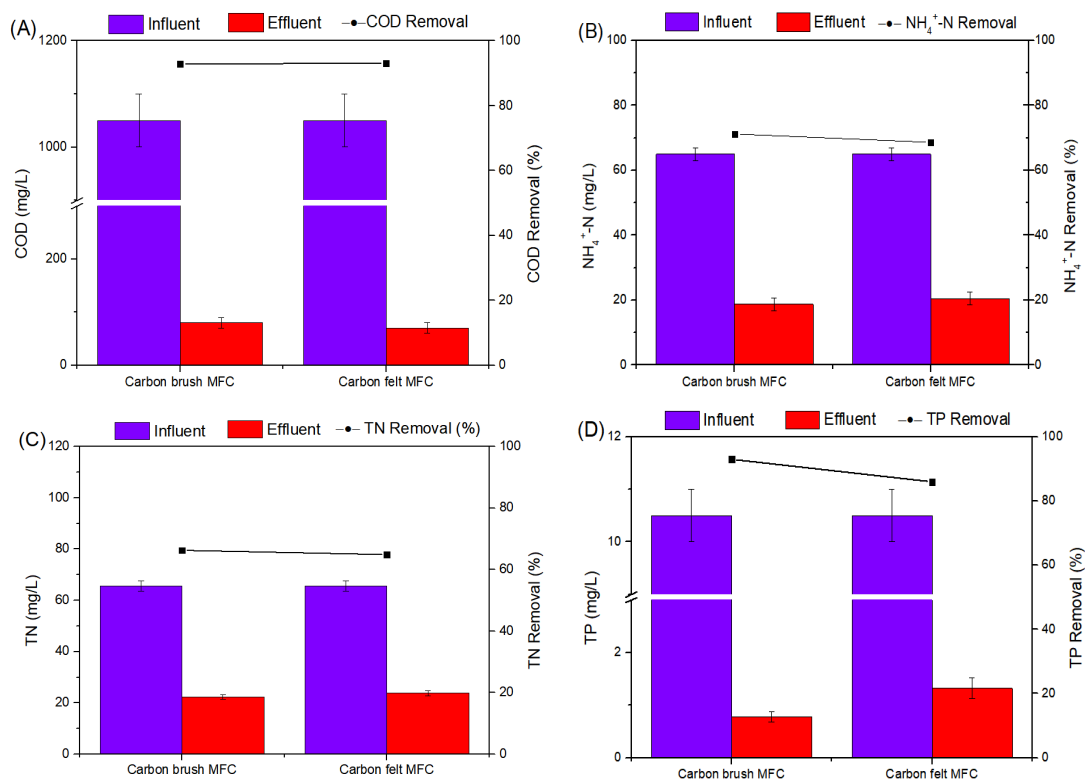 (A)
Influent
Effluent
COD Removal
1200
1000
200
0
COD (mg/L)
100
80
60
40
20
0
COD Removal (%)
Carbon brush MFC
Carbon felt MFC
(B)
Influent
Effluent
NH₄⁺-N Removal
100
80
60
40
20
0
NH₄⁺-N (mg/L)
100
80
60
40
20
0
NH₄⁺-N Removal (%)
Carbon brush MFC
Carbon felt MFC
(C)
Influent
Effluent
TN Removal (%)
120
100
80
60
40
20
0
TN (mg/L)
100
80
60
40
20
0
TN Removal (%)
Carbon brush MFC
Carbon felt MFC
(D)
Influent
Effluent
TP Removal
12
10
2
0
TP (mg/L)
100
80
60
40
20
0
TP Removal (%)
Carbon brush MFC
Carbon felt MFC